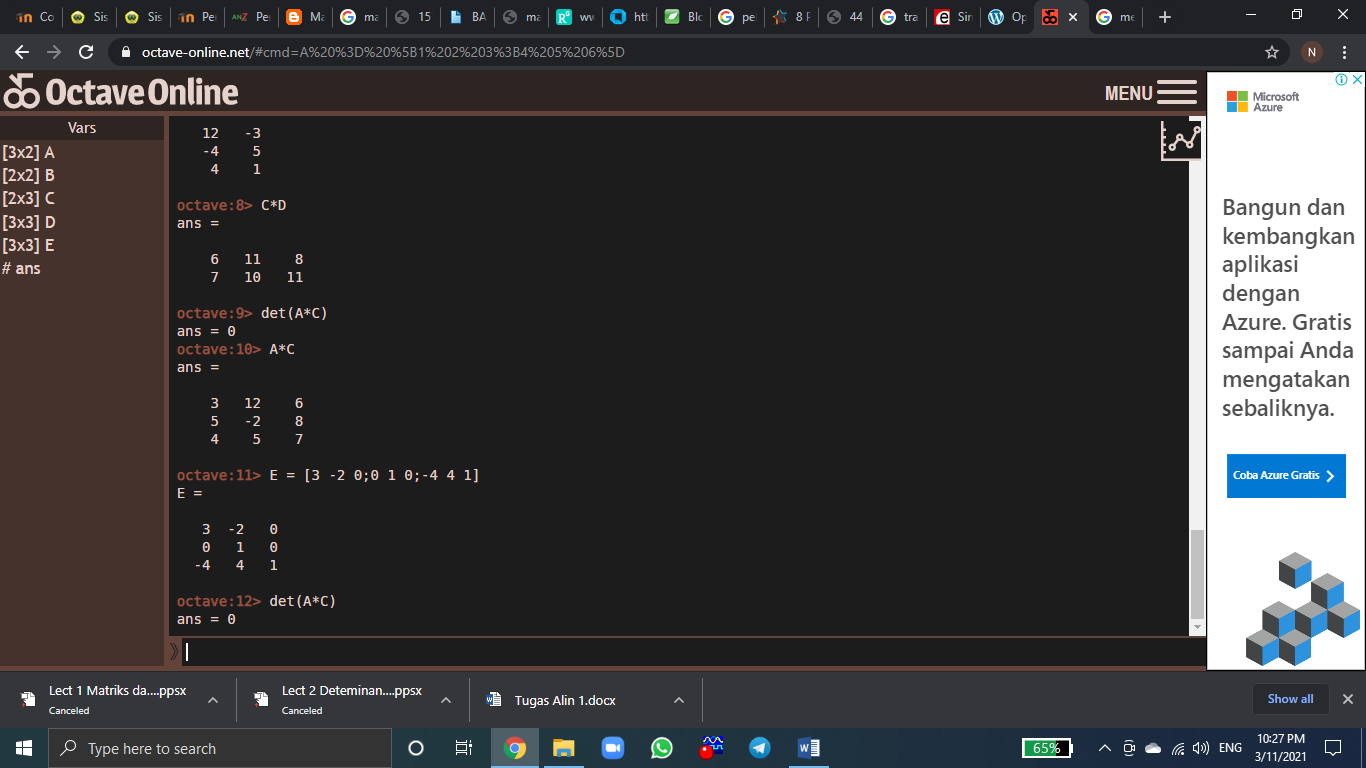 Co Sis Sis Per ANZ Per Ma ma 15 BA ma ww htt Blo pe 8 F 44 tra Sin Op me
octave-online.net/#cmd=A%20%3D%20%5B1%202%203%3B4%205%206%5D
N
Octave Online
MENU
Vars
[3x2] A
[2x2] B
[2x3] C
[3x3] D
[3x3] E
# ans
12 -3
-4 5
4 1
octave:8> C*D
ans =
6 11 8
7 10 11
octave:9> det(A*C)
ans = 0
octave:10> A*C
ans =
3 12 6
5 -2 8
4 5 7
octave:11> E = [3 -2 0;0 1 0;-4 4 1]
E =
3 -2 0
0 1 0
-4 4 1
octave:12> det(A*C)
ans = 0
Microsoft
Azure
Bangun dan
kembangkan
aplikasi
dengan
Azure. Gratis
sampai Anda
mengatakan
sebaliknya.
Coba Azure Gratis
Lect 1 Matriks da....ppsx
Canceled
Lect 2 Deteminan....ppsx
Canceled
Tugas Alin 1.docx
Show all
Type here to search
65%
ENG
10:27 PM
3/11/2021